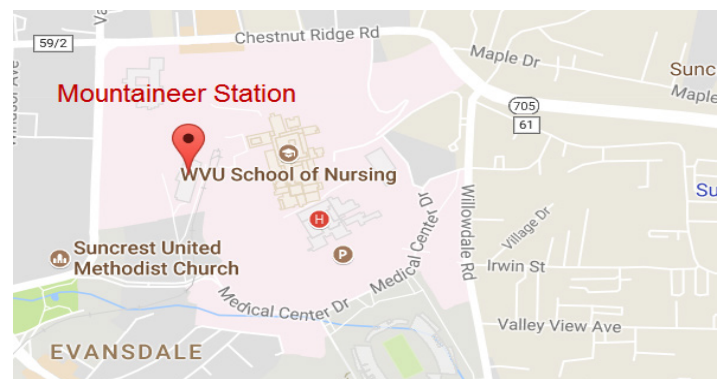 Chestnut Ridge Rd
59/2
Maple Dr
Sunc
Mountaineer Station
Maple
705
61
WVU School of Nursing
H
Su
Willowdale Rd
Medical Center Dr
Village Dr
P
Suncrest United
Methodist Church
Irwin St
Medical Center Dr
Valley View Ave
EVANSDALE